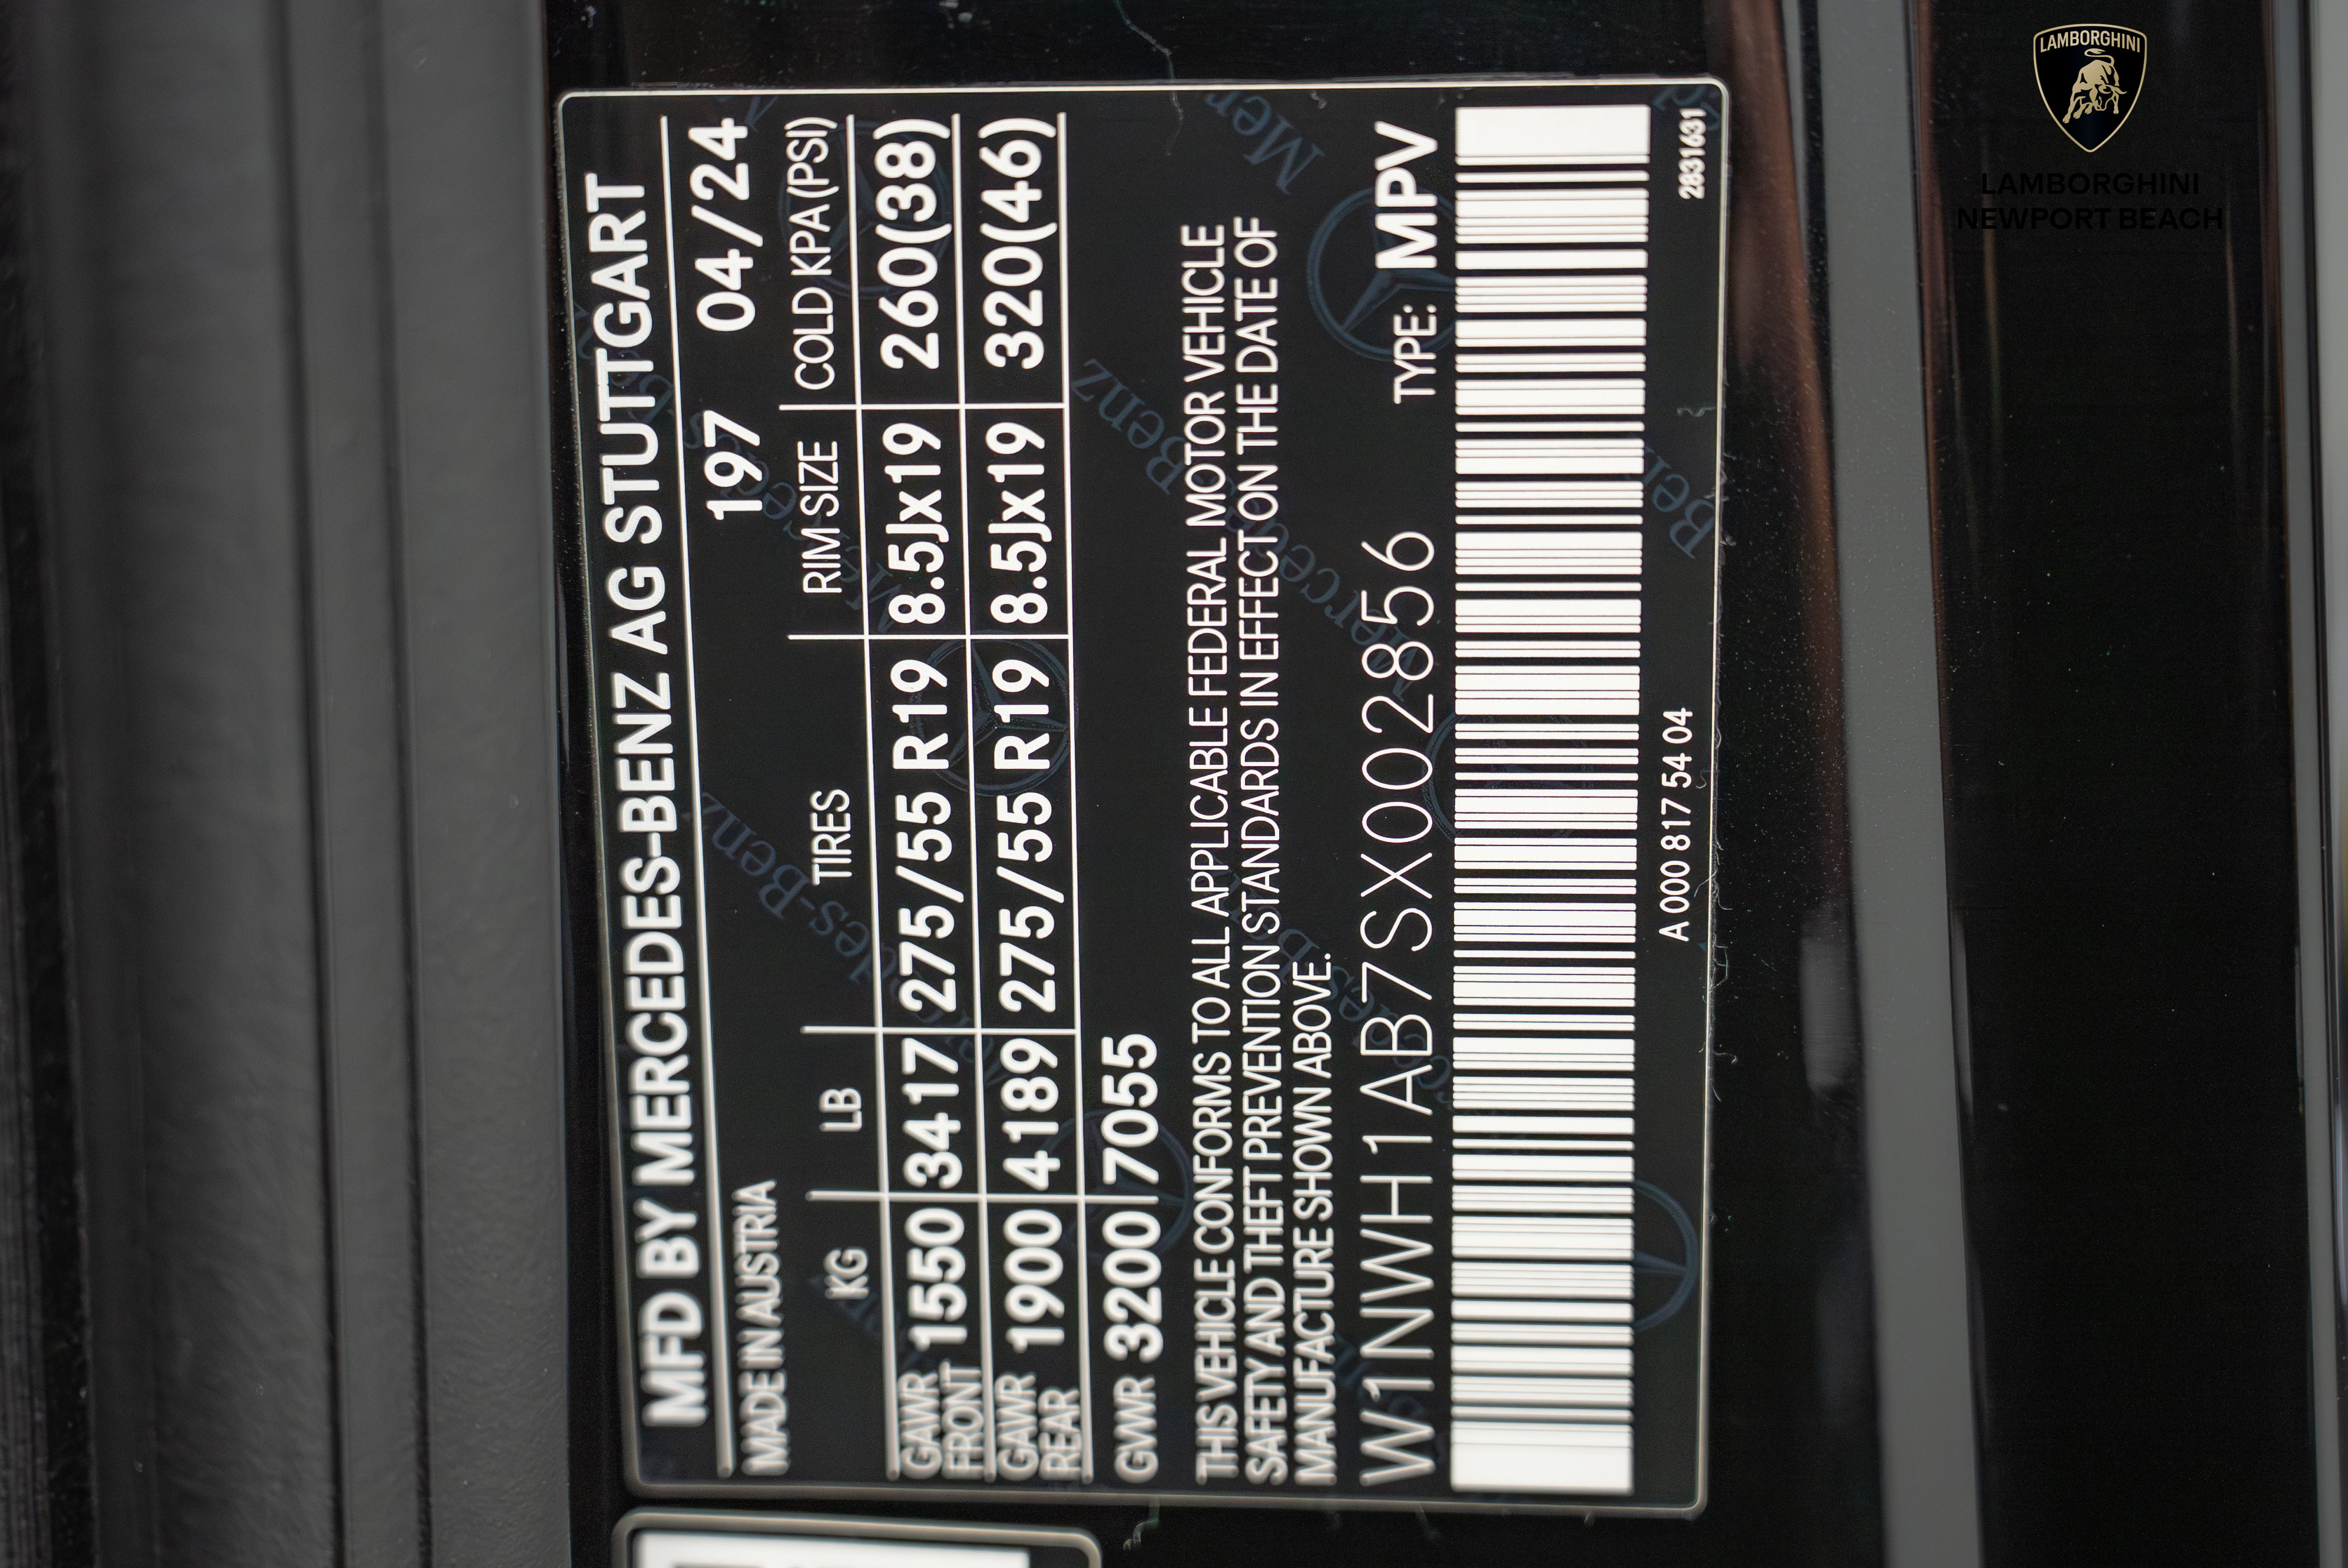 MFD BY MERCEDES-BENZ AG STUTTGART
MADE IN AUSTRIA 197 04/24
KG LB TIRES RIM SIZE COLD KPA (PSI)
GAWR FRONT 1550 3417 275/55 R19 8.5Jx19 260(38)
GAWR REAR 1900 4189 275/55 R19 8.5Jx19 320(46)
GVWR 3200 7055
THIS VEHICLE CONFORMS TO ALL APPLICABLE FEDERAL MOTOR VEHICLE
SAFETY AND THEFT PREVENTION STANDARDS IN EFFECT ON THE DATE OF
MANUFACTURE SHOWN ABOVE.
W1NWH1AB7SX002856 TYPE: MPV
A 000 817 54 04 2831631
LAMBORGHINI
LAMBORGHINI
NEWPORT BEACH